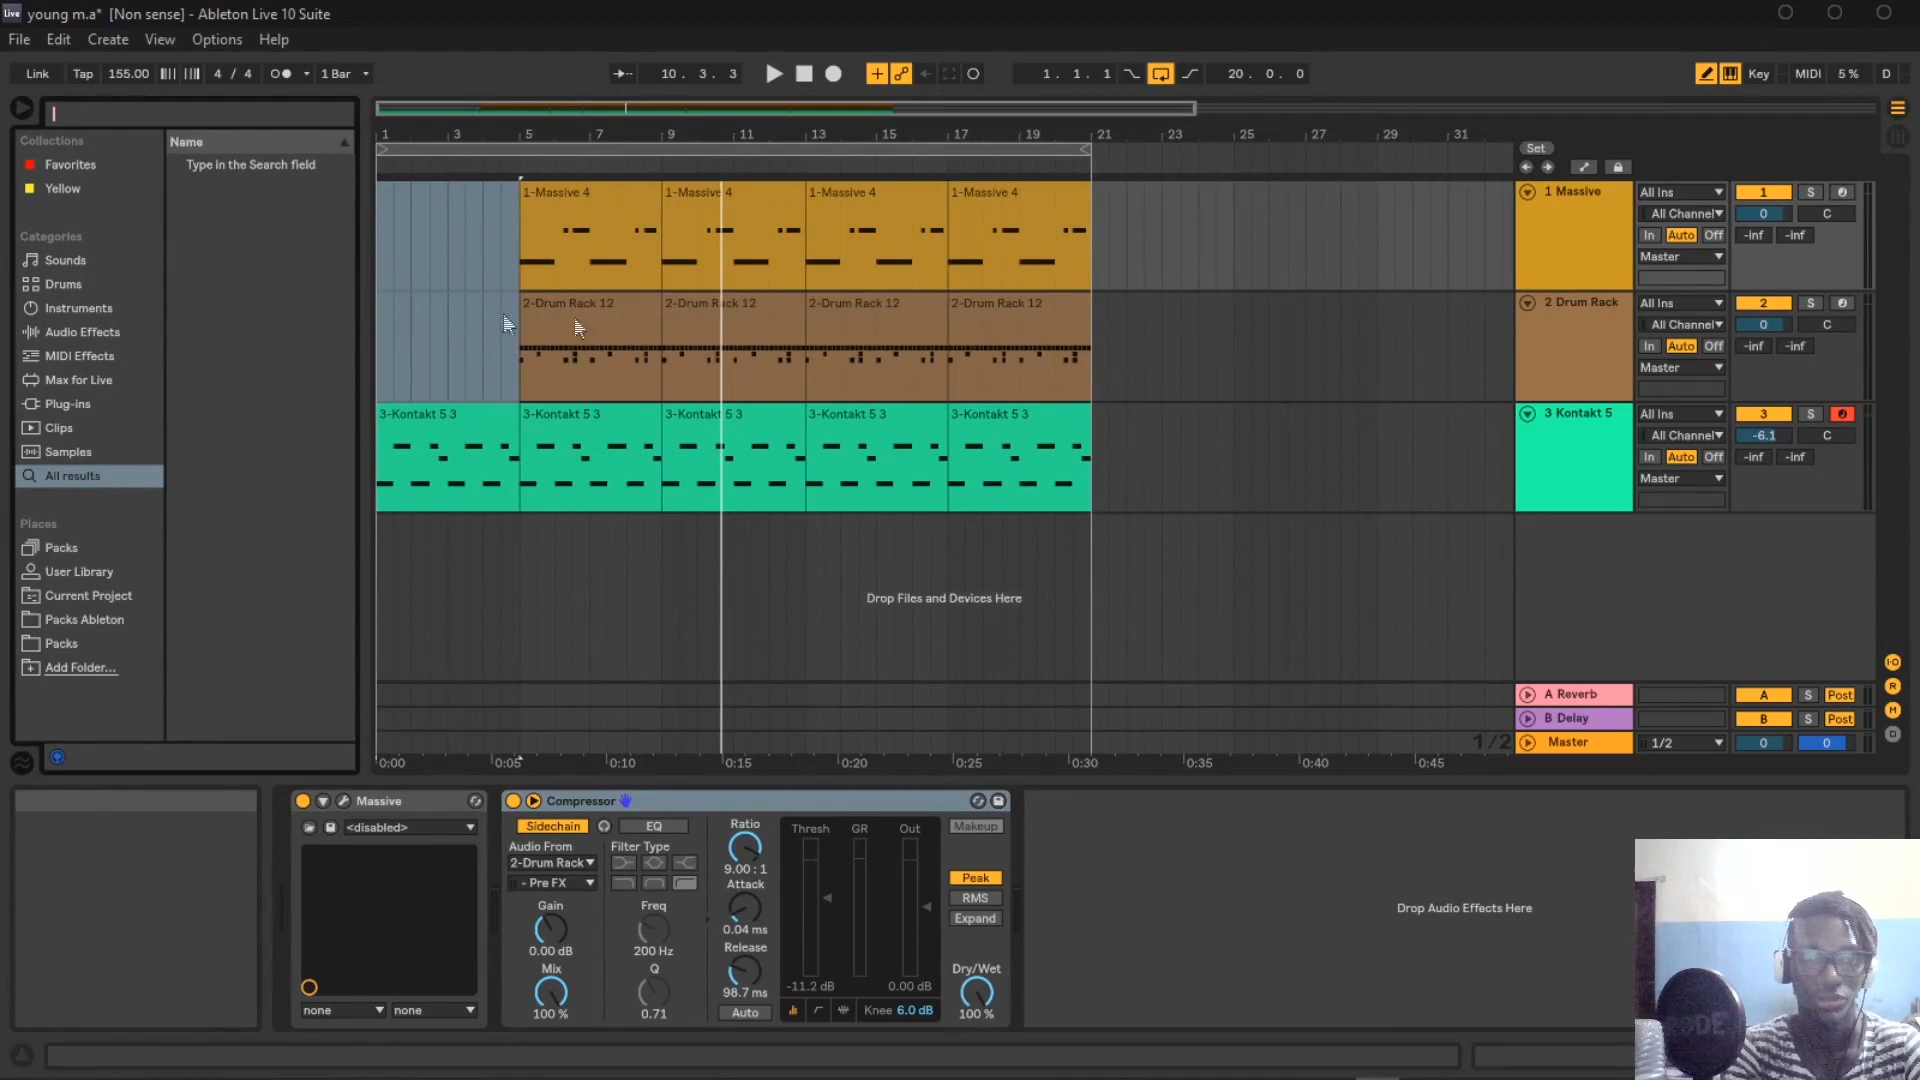 Live young m.a* [Non sense] - Ableton Live 10 Suite
File Edit Create View Options Help
Link Tap 155.00 4 / 4 1 Bar 10. 3. 3 1. 1. 1 20. 0. 0 Key MIDI 5 % D
Collections
Favorites
Yellow
Categories
Sounds
Drums
Instruments
Audio Effects
MIDI Effects
Max for Live
Plug-ins
Clips
Samples
All results
Places
Packs
User Library
Current Project
Packs Ableton
Packs
Add Folder...
Name
Type in the Search field
1 3 5 7 9 11 13 15 17 19 21 23 25 27 29 31
Set
1-Massive 4 1-Massive 4 1-Massive 4 1-Massive 4
2-Drum Rack 12 2-Drum Rack 12 2-Drum Rack 12 2-Drum Rack 12
3-Kontakt 5 3 3-Kontakt 5 3 3-Kontakt 5 3 3-Kontakt 5 3 3-Kontakt 5 3
Drop Files and Devices Here
1/2
0:00 0:05 0:10 0:15 0:20 0:25 0:30 0:35 0:40 0:45
1 Massive All Ins 1 S
All Channel 0 C
In Auto Off -inf -inf
Master
2 Drum Rack All Ins 2 S
All Channel 0 C
In Auto Off -inf -inf
Master
3 Kontakt 5 All Ins 3 S
All Channel -6.1 C
In Auto Off -inf -inf
Master
A Reverb A S Post
B Delay B S Post
Master 1/2 0 0
I·O
R
M
D
Massive
<disabled>
none none
Compressor
Sidechain EQ
Audio From Filter Type
2-Drum Rack
- Pre FX
Gain Freq
0.00 dB 200 Hz
Mix Q
100 % 0.71
Ratio
9.00 : 1
Attack
0.04 ms
Release
98.7 ms
Auto
Thresh GR Out
-11.2 dB 0.00 dB
Knee 6.0 dB
Makeup
Peak
RMS
Expand
Dry/Wet
100 %
Drop Audio Effects Here
RØDE